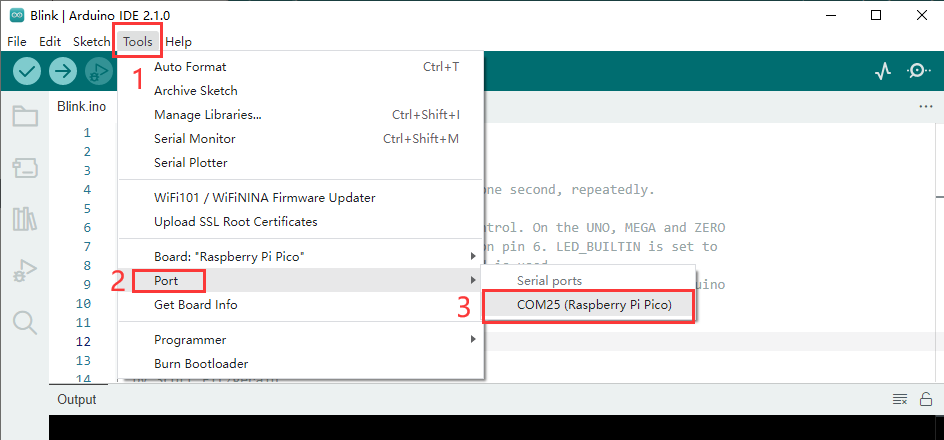 Blink | Arduino IDE 2.1.0
File Edit Sketch Tools Help
1
Auto Format Ctrl+T
Archive Sketch
Manage Libraries... Ctrl+Shift+I
Serial Monitor Ctrl+Shift+M
Serial Plotter
WiFi101 / WiFiNINA Firmware Updater
Upload SSL Root Certificates
Board: "Raspberry Pi Pico"
2 Port
Get Board Info
Programmer
Burn Bootloader
Serial ports
3 COM25 (Raspberry Pi Pico)
Blink.ino
1
2
3
4 one second, repeatedly.
5
6 On the UNO, MEGA and ZERO
7 on pin 6. LED_BUILTIN is set to
8
9
10
11
12
13
14
Output